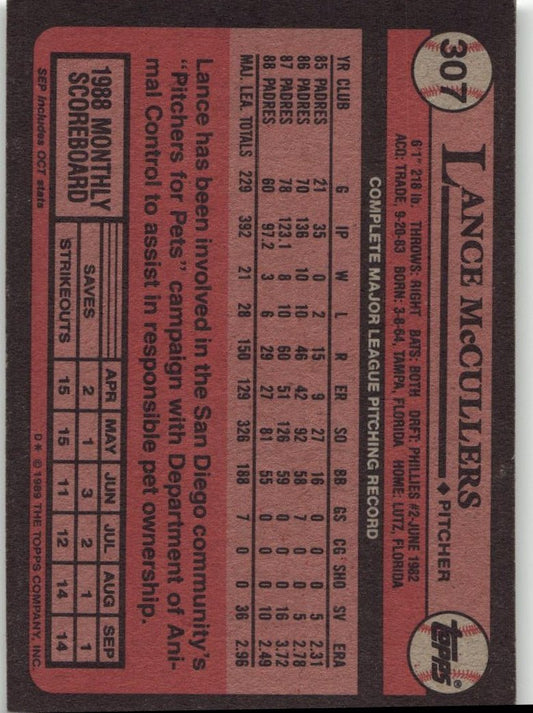 307
LANCE McCULLERS
◆ PITCHER
TOPPS®
6'1" 218 lb. THROWS: RIGHT BATS: BOTH DRFT: PHILLIES #2-JUNE 1982
ACQ: TRADE, 9-20-83 BORN: 3-8-64, TAMPA, FLORIDA HOME: LUTZ, FLORIDA
COMPLETE MAJOR LEAGUE PITCHING RECORD
YR CLUB G IP W L R ER SO BB GS CG SHO SV ERA
85 PADRES 21 35 0 2 15 9 27 16 0 0 0 5 2.31
86 PADRES 70 136 10 10 46 42 92 58 7 0 0 5 2.78
87 PADRES 78 123.1 8 10 60 51 126 59 0 0 0 16 3.72
88 PADRES 60 97.2 3 6 29 27 81 55 0 0 0 10 2.49
MAJ. LEA. TOTALS 229 392 21 28 150 129 326 188 7 0 0 36 2.96
Lance has been involved in the San Diego community's
"Pitchers for Pets" campaign with Department of Ani-
mal Control to assist in responsible pet ownership.
1988 MONTHLY
SCOREBOARD
SEP includes OCT stats
APR MAY JUN JUL AUG SEP
SAVES 2 1 3 2 1 1
STRIKEOUTS 15 15 11 12 14 14
D* © 1989 THE TOPPS COMPANY, INC.